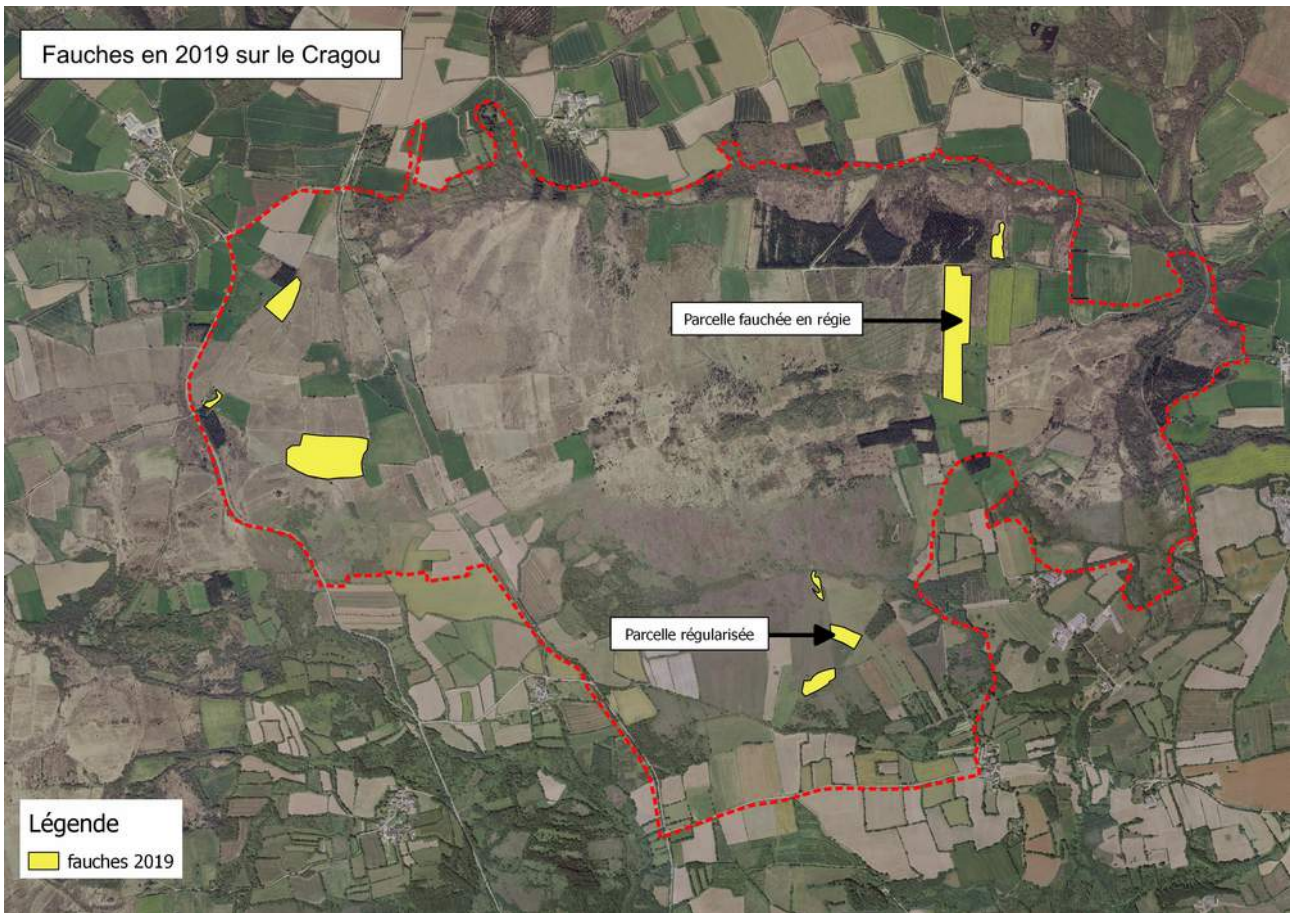 Fauches en 2019 sur le Cragou
Parcelle fauchée en régie
Parcelle régularisée
Légende
fauches 2019